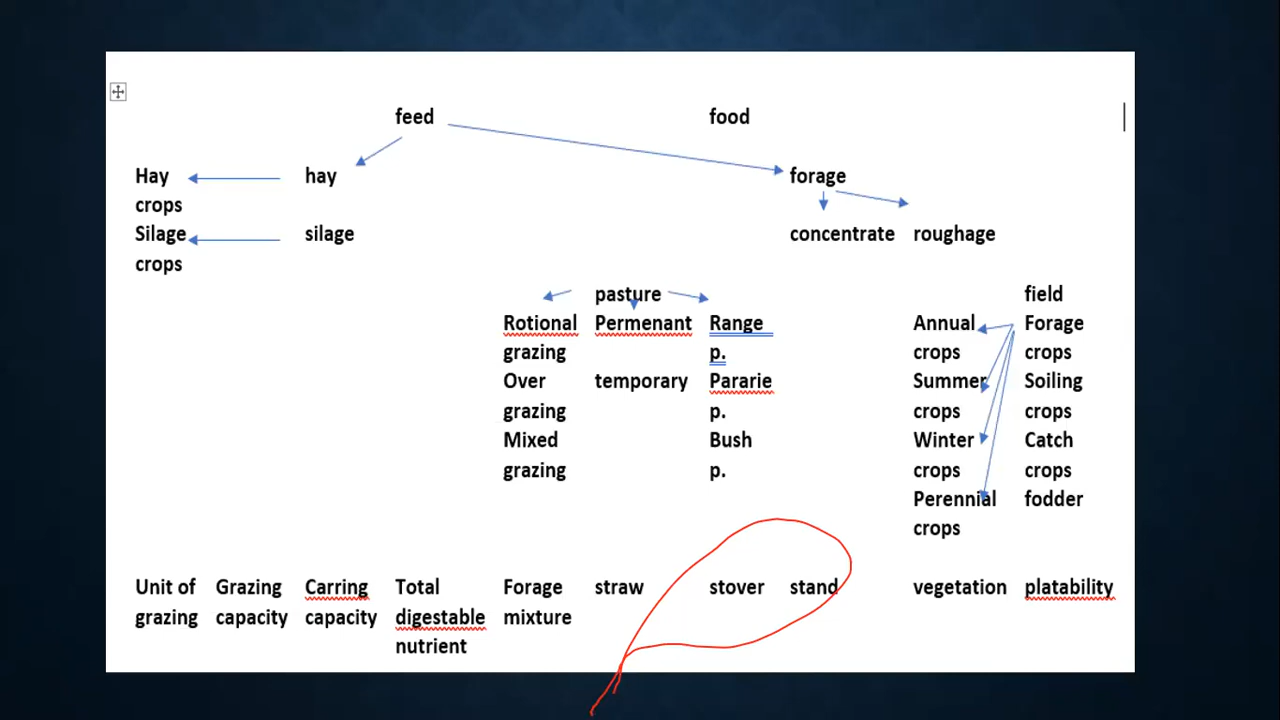 feed food
Hay hay forage
crops
Silage silage concentrate roughage
crops
pasture field
Rotional Permenant Range Annual Forage
grazing p. crops crops
Over temporary Pararie Summer Soiling
grazing p. crops crops
Mixed Bush Winter Catch
grazing p. crops crops
Perennial fodder
crops
Unit of Grazing Carring Total Forage straw stover stand vegetation platability
grazing capacity capacity digestable mixture
nutrient